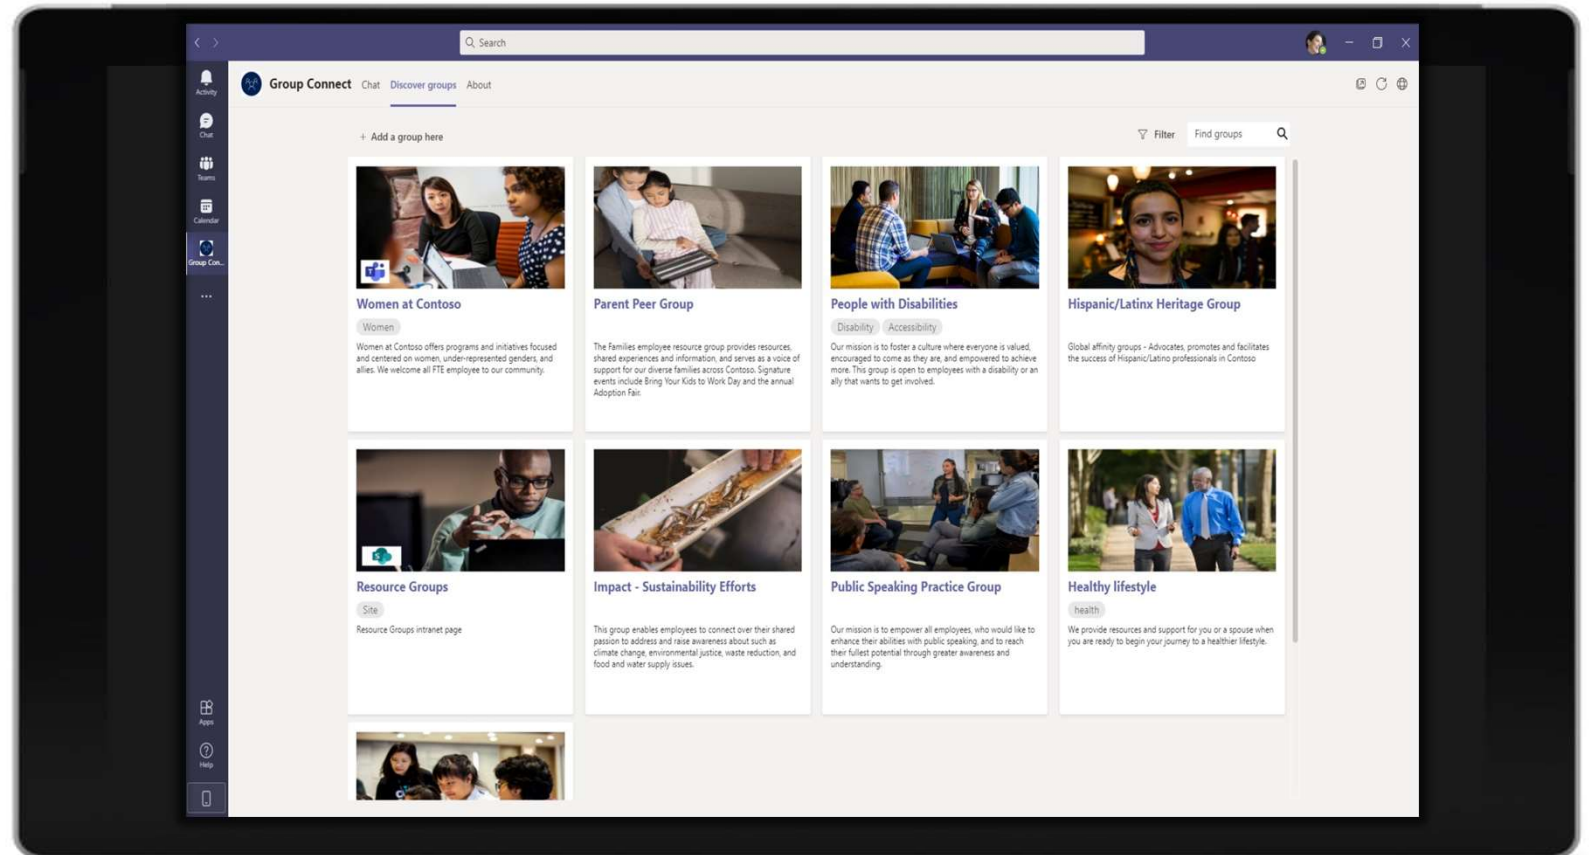 Search
Activity
Chat
Teams
Calendar
Group Con...
Apps
Help
Group Connect Chat Discover groups About
+ Add a group here
Filter Find groups
Women at Contoso
Women
Women at Contoso offers programs and initiatives focused
and centered on women, under-represented genders, and
allies. We welcome all FTE employee to our community.
Parent Peer Group
The Families employee resource group provides resources,
shared experiences and information, and serves as a voice of
support for our diverse families across Contoso. Signature
events include Bring Your Kids to Work Day and the annual
Adoption Fair.
People with Disabilities
Disability Accessibility
Our mission is to foster a culture where everyone is valued,
encouraged to come as they are, and empowered to achieve
more. This group is open to employees with a disability or an
ally that wants to get involved.
Hispanic/Latinx Heritage Group
Global affinity groups - Advocates, promotes and facilitates
the success of Hispanic/Latino professionals in Contoso
Resource Groups
Site
Resource Groups intranet page
Impact - Sustainability Efforts
This group enables employees to connect over their shared
passion to address and raise awareness about such as
climate change, environmental justice, waste reduction, and
food and water supply issues.
Public Speaking Practice Group
Our mission is to empower all employees, who would like to
enhance their abilities with public speaking, and to reach
their fullest potential through greater awareness and
understanding.
Healthy lifestyle
health
We provide resources and support for you or a spouse when
you are ready to begin your journey to a healthier lifestyle.